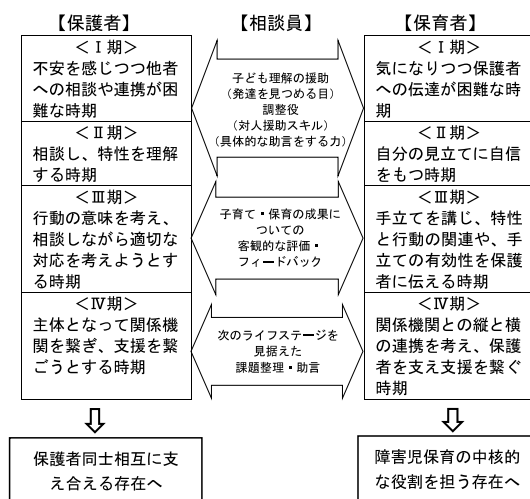 【保護者】
＜Ⅰ期＞
不安を感じつつ他者
への相談や連携が困
難な時期
＜Ⅱ期＞
相談し、特性を理解
する時期
＜Ⅲ期＞
行動の意味を考え、
相談しながら適切な
対応を考えようとす
る時期
＜Ⅳ期＞
主体となって関係機
関を繋ぎ、支援を繋
ごうとする時期
保護者同士相互に支
え合える存在へ
【相談員】
子ども理解の援助
(発達を見つめる目)
調整役
(対人援助スキル)
(具体的な助言をする力)
子育て・保育の成果に
ついての
客観的な評価・
フィードバック
次のライフステージを
見据えた
課題整理・助言
【保育者】
＜Ⅰ期＞
気になりつつ保護者
への伝達が困難な時
期
＜Ⅱ期＞
自分の見立てに自信
をもつ時期
＜Ⅲ期＞
手立てを講じ、特性
と行動の関連や、手
立ての有効性を保護
者に伝える時期
＜Ⅳ期＞
関係機関との縦と横
の連携を考え、保護
者を支え支援を繋ぐ
時期
障害児保育の中核的
な役割を担う存在へ